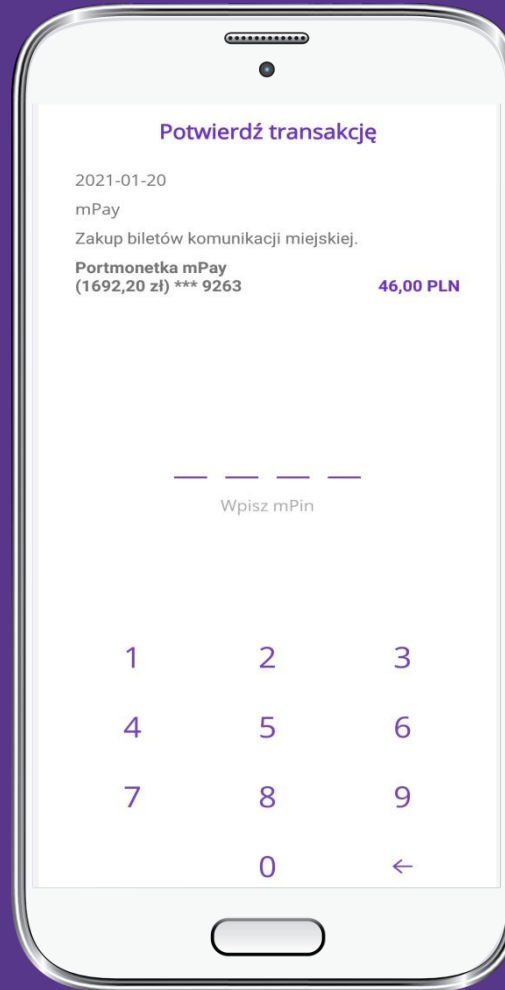 Potwierdź transakcję
2021-01-20
mPay
Zakup biletów komunikacji miejskiej.
Portmonetka mPay
(1692,20 zł) *** 9263 46,00 PLN
Wpisz mPin
1 2 3
4 5 6
7 8 9
0 ←